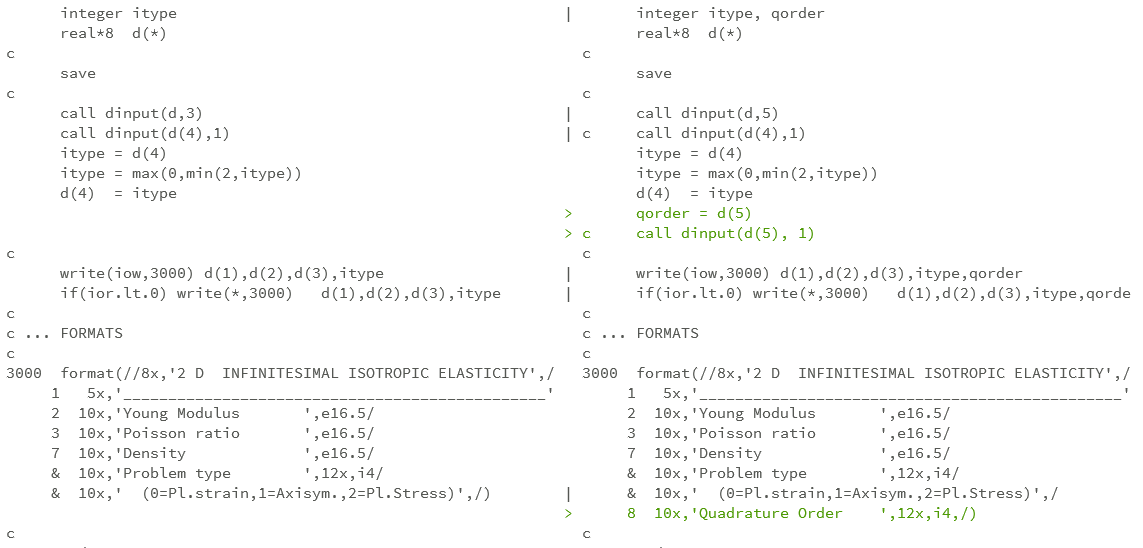 integer itype                                           |       integer itype, qorder
      real*8  d(*)                                                    real*8  d(*)
c                                                               c
      save                                                            save
c                                                               c
      call dinput(d,3)                                        |       call dinput(d,5)
      call dinput(d(4),1)                                     | c     call dinput(d(4),1)
      itype = d(4)                                                    itype = d(4)
      itype = max(0,min(2,itype))                                     itype = max(0,min(2,itype))
      d(4)  = itype                                                   d(4)  = itype
                                                              >       qorder = d(5)
                                                              > c     call dinput(d(5), 1)
c                                                               c
      write(iow,3000) d(1),d(2),d(3),itype                    |       write(iow,3000) d(1),d(2),d(3),itype,qorder
      if(ior.lt.0) write(*,3000)   d(1),d(2),d(3),itype       |       if(ior.lt.0) write(*,3000)   d(1),d(2),d(3),itype,qorde
c                                                               c
c ... FORMATS                                                   c ... FORMATS
c                                                               c
3000  format(//8x,'2 D  INFINITESIMAL ISOTROPIC ELASTICITY',/   3000  format(//8x,'2 D  INFINITESIMAL ISOTROPIC ELASTICITY',/
     1   5x,'_______________________________________________'        1   5x,'_______________________________________________'
     2  10x,'Young Modulus       ',e16.5/                            2  10x,'Young Modulus       ',e16.5/
     3  10x,'Poisson ratio       ',e16.5/                            3  10x,'Poisson ratio       ',e16.5/
     7  10x,'Density             ',e16.5/                            7  10x,'Density             ',e16.5/
     &  10x,'Problem type        ',12x,i4/                           &  10x,'Problem type        ',12x,i4/
     &  10x,'  (0=Pl.strain,1=Axisym.,2=Pl.Stress)',/)        |      &  10x,'  (0=Pl.strain,1=Axisym.,2=Pl.Stress)',/
                                                              >      8  10x,'Quadrature Order    ',12x,i4,/)
c                                                               c